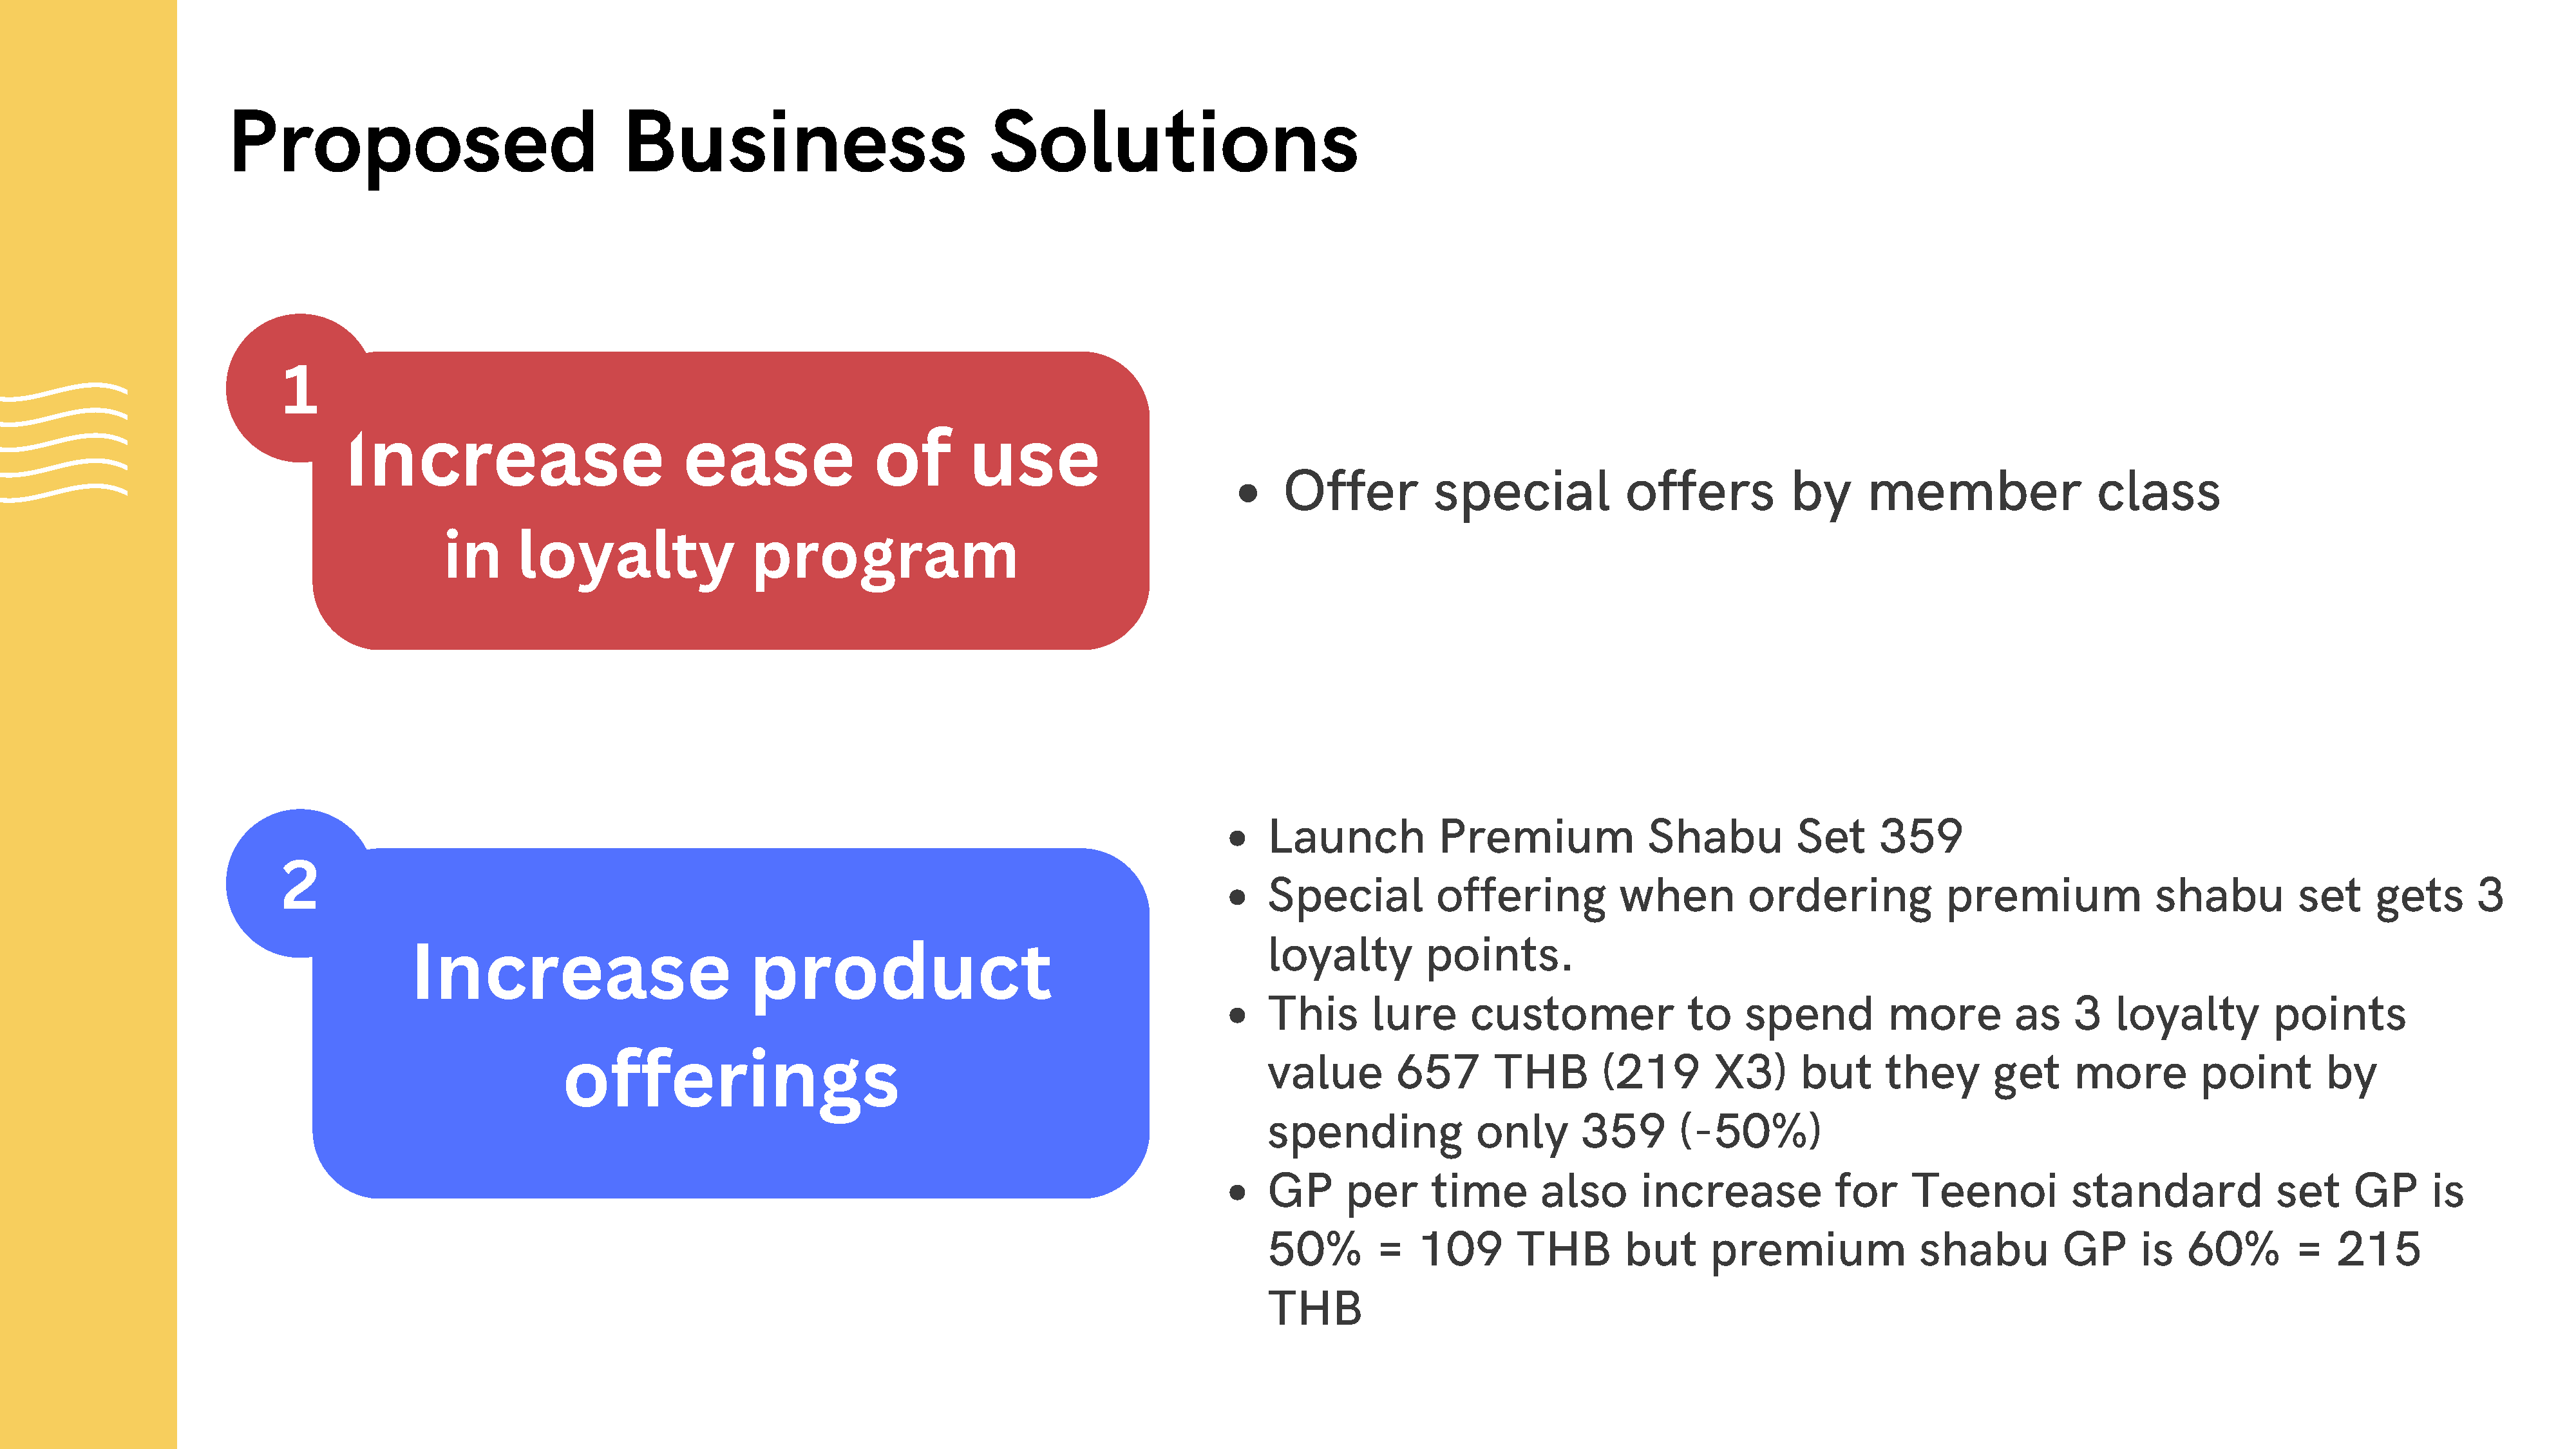 Proposed Business Solutions
1
Increase ease of use
in loyalty program
• Offer special offers by member class
2
Increase product
offerings
• Launch Premium Shabu Set 359
• Special offering when ordering premium shabu set gets 3
loyalty points.
• This lure customer to spend more as 3 loyalty points
value 657 THB (219 X3) but they get more point by
spending only 359 (-50%)
• GP per time also increase for Teenoi standard set GP is
50% = 109 THB but premium shabu GP is 60% = 215
THB